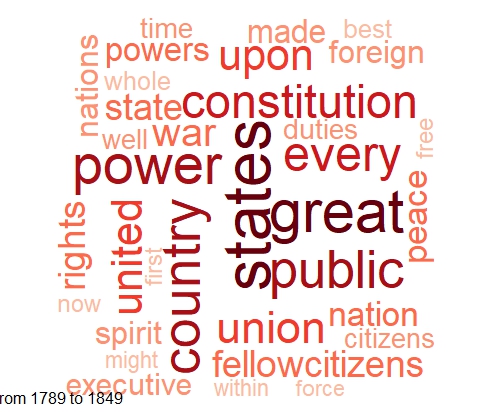 time
made
best
powers
upon
foreign
nations
whole
state
constitution
well
war
duties
free
power
states
every
rights
united
first
country
great
peace
public
now
spirit
union
nation
citizens
might
fellowcitizens
executive
within
force
rom 1789 to 1849